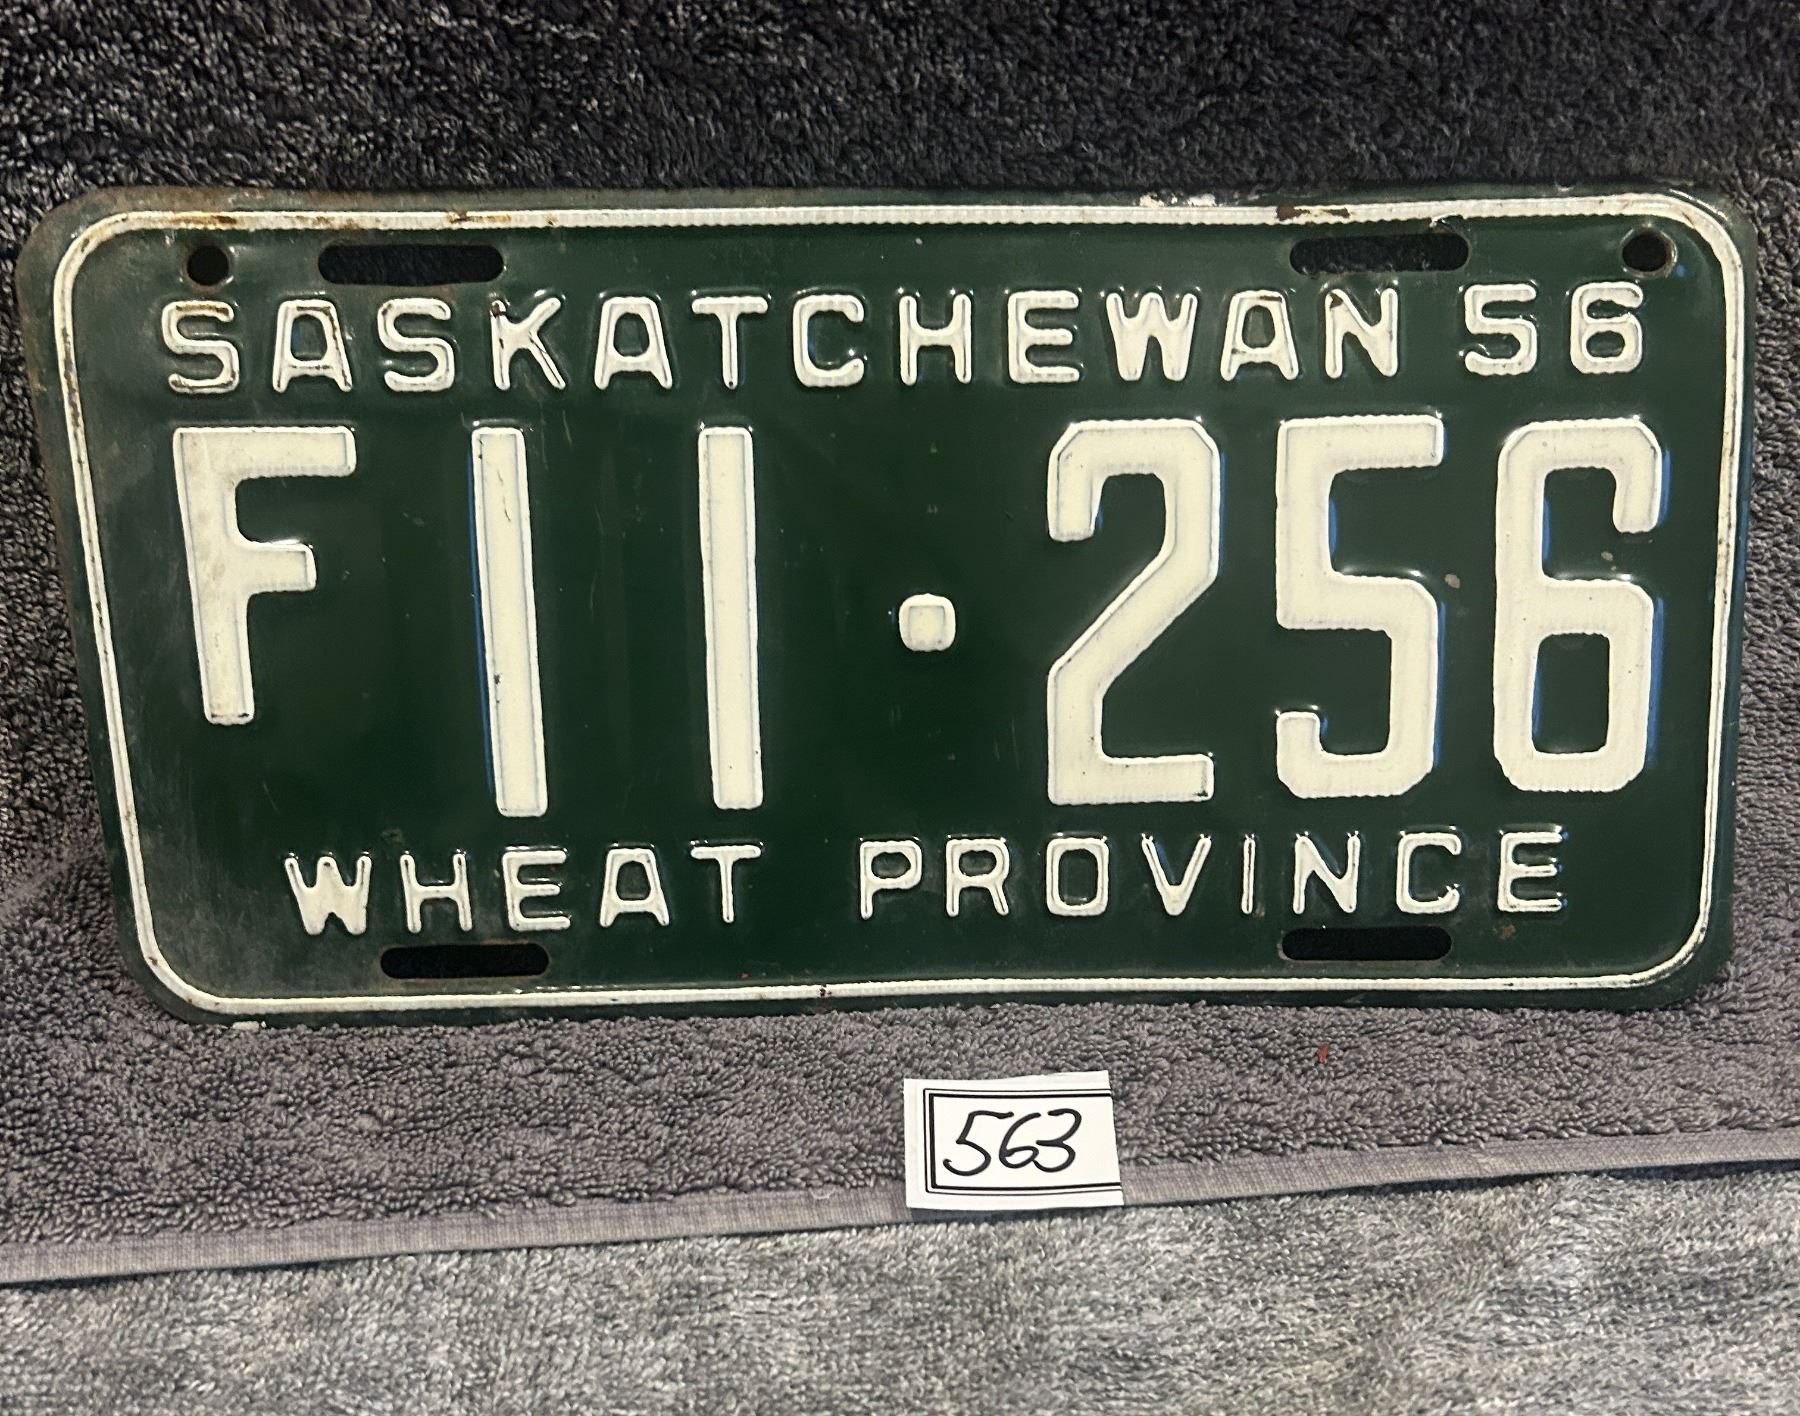 SASKATCHEWAN 56
F11·256
WHEAT PROVINCE
563